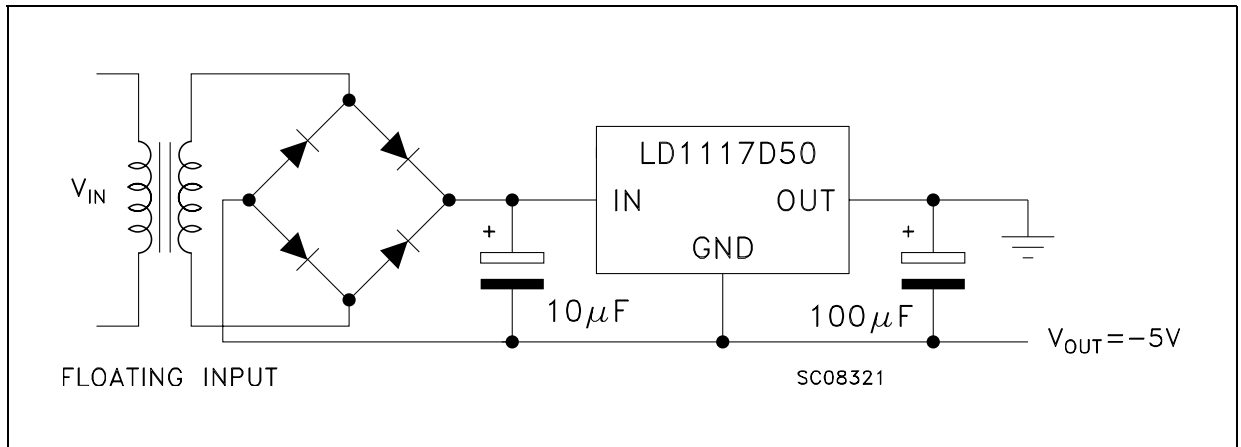 LD1117D50
V_IN
IN
OUT
+
+
GND
10μF
100μF
V_OUT=-5V
FLOATING INPUT
SC08321